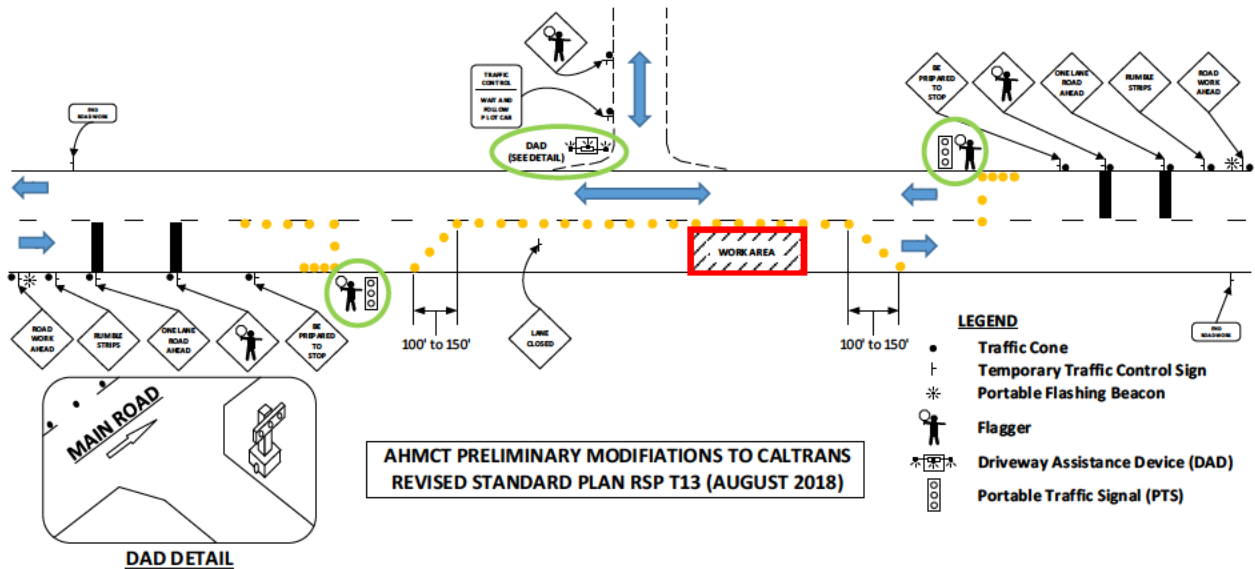 TRAFFIC
CONTROL
WAIT AND
FOLLOW
PILOT CAR
BE
PREPARED
TO
STOP
ONE LANE
ROAD
AHEAD
RUMBLE
STRIPS
ROAD
WORK
AHEAD
END
ROAD WORK
DAD
(SEE DETAIL)
WORK AREA
ROAD
WORK
AHEAD
RUMBLE
STRIPS
ONE LANE
ROAD
AHEAD
BE
PREPARED
TO
STOP
100' to 150'
LANE
CLOSED
100' to 150'
END
ROAD WORK
LEGEND
Traffic Cone
Temporary Traffic Control Sign
Portable Flashing Beacon
Flagger
Driveway Assistance Device (DAD)
Portable Traffic Signal (PTS)
MAIN ROAD
DAD DETAIL
AHMCT PRELIMINARY MODIFIATIONS TO CALTRANS
REVISED STANDARD PLAN RSP T13 (AUGUST 2018)